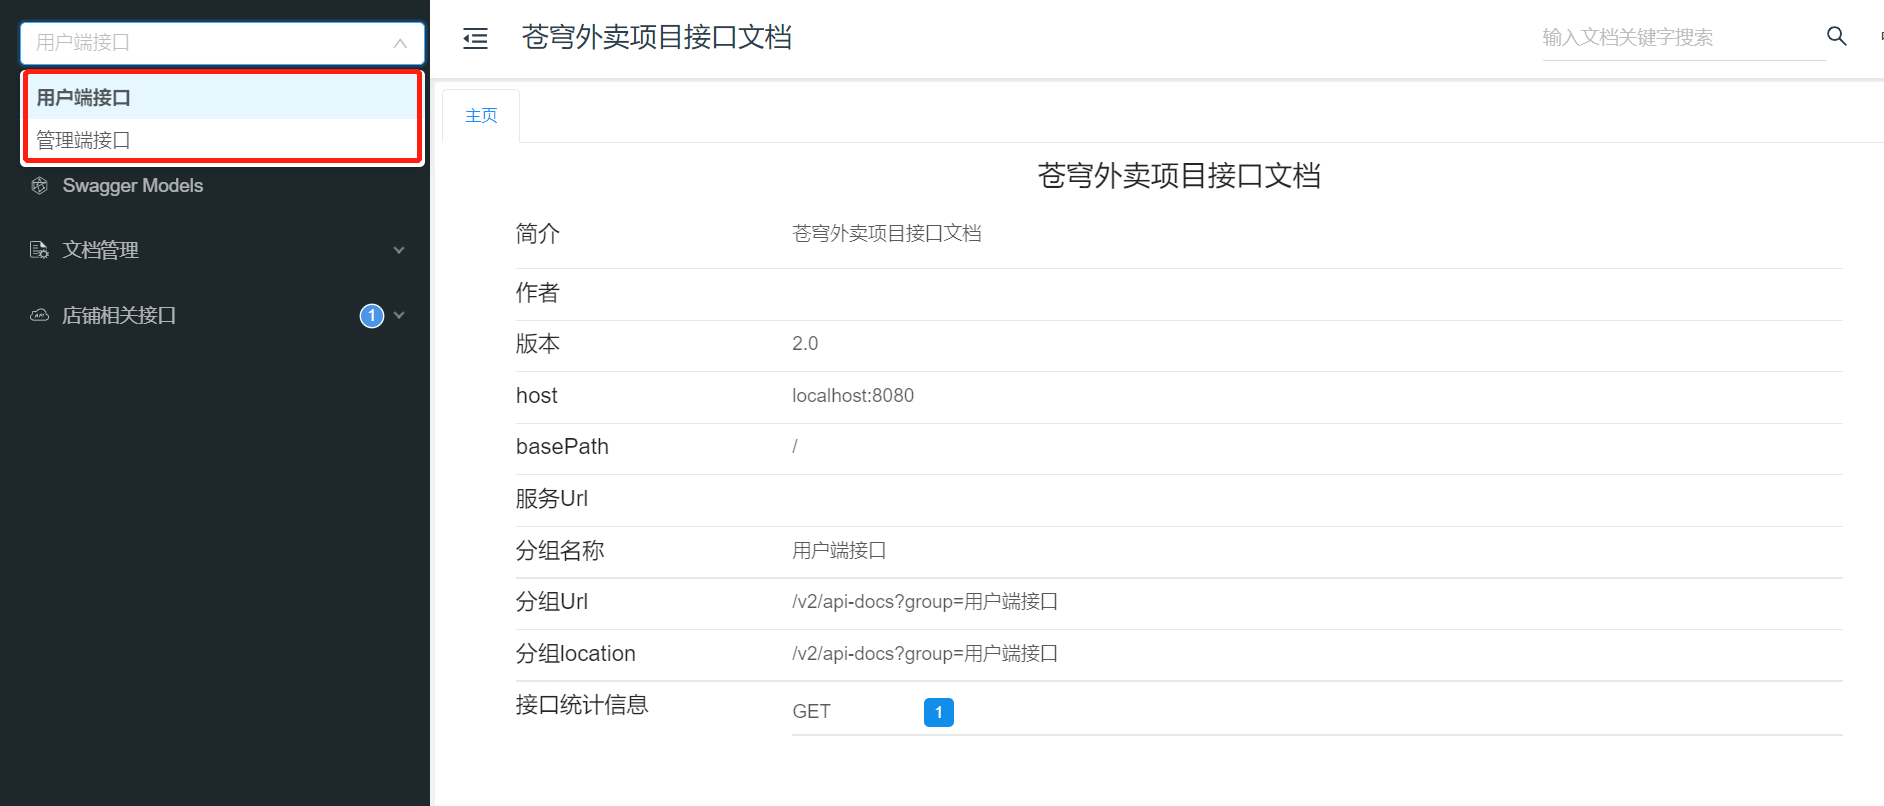 用户端接口
用户端接口
管理端接口
Swagger Models
文档管理
店铺相关接口 1
苍穹外卖项目接口文档
输入文档关键字搜索
主页
苍穹外卖项目接口文档
简介 苍穹外卖项目接口文档
作者
版本 2.0
host localhost:8080
basePath /
服务Url
分组名称 用户端接口
分组Url /v2/api-docs?group=用户端接口
分组location /v2/api-docs?group=用户端接口
接口统计信息 GET 1